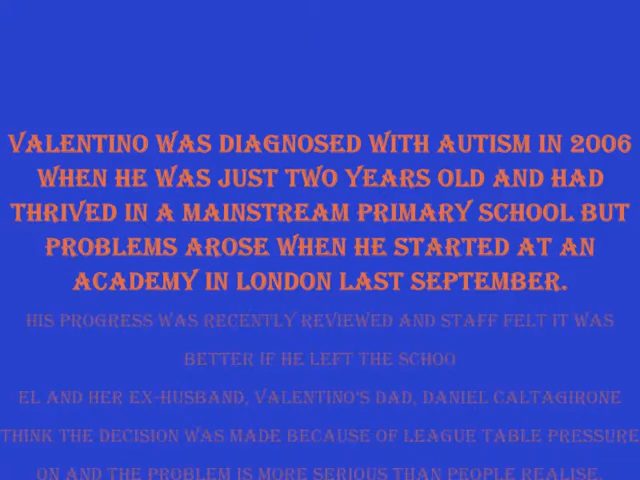 VALENTINO WAS DIAGNOSED WITH AUTISM IN 2006
WHEN HE WAS JUST TWO YEARS OLD AND HAD
THRIVED IN A MAINSTREAM PRIMARY SCHOOL BUT
PROBLEMS AROSE WHEN HE STARTED AT AN
ACADEMY IN LONDON LAST SEPTEMBER.
HIS PROGRESS WAS RECENTLY REVIEWED AND STAFF FELT IT WAS
BETTER IF HE LEFT THE SCHOO
EL AND HER EX-HUSBAND, VALENTINO'S DAD, DANIEL CALTAGIRONE
THINK THE DECISION WAS MADE BECAUSE OF LEAGUE TABLE PRESSURE
ON AND THE PROBLEM IS MORE SERIOUS THAN PEOPLE REALISE.